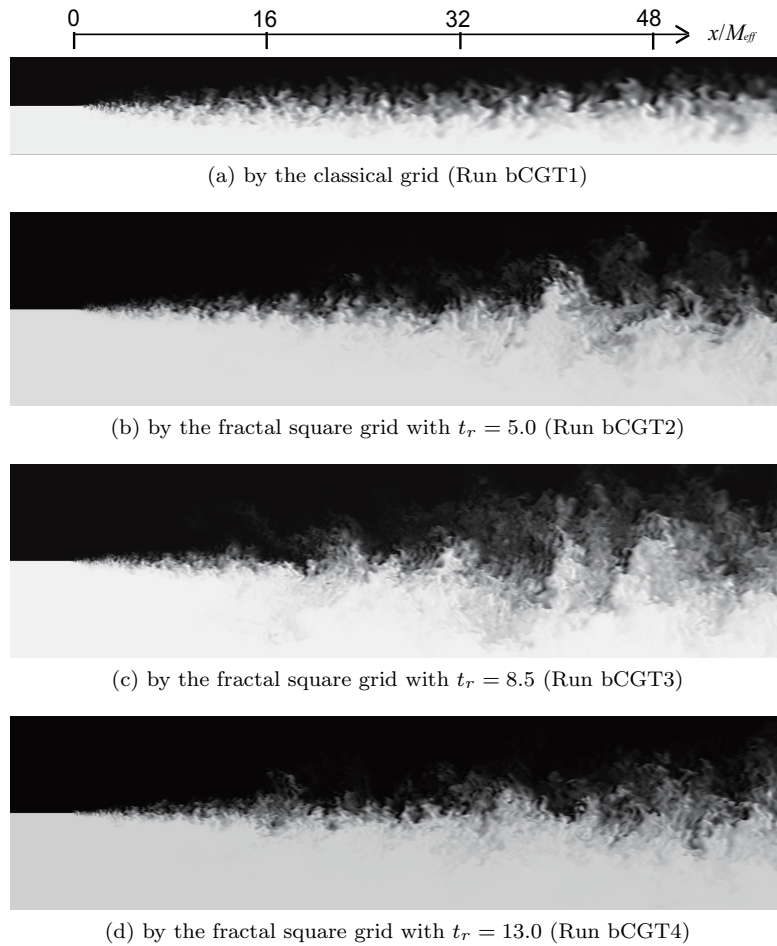 0 16 32 48 x/M_eff
(a) by the classical grid (Run bCGT1)
(b) by the fractal square grid with t_r = 5.0 (Run bCGT2)
(c) by the fractal square grid with t_r = 8.5 (Run bCGT3)
(d) by the fractal square grid with t_r = 13.0 (Run bCGT4)